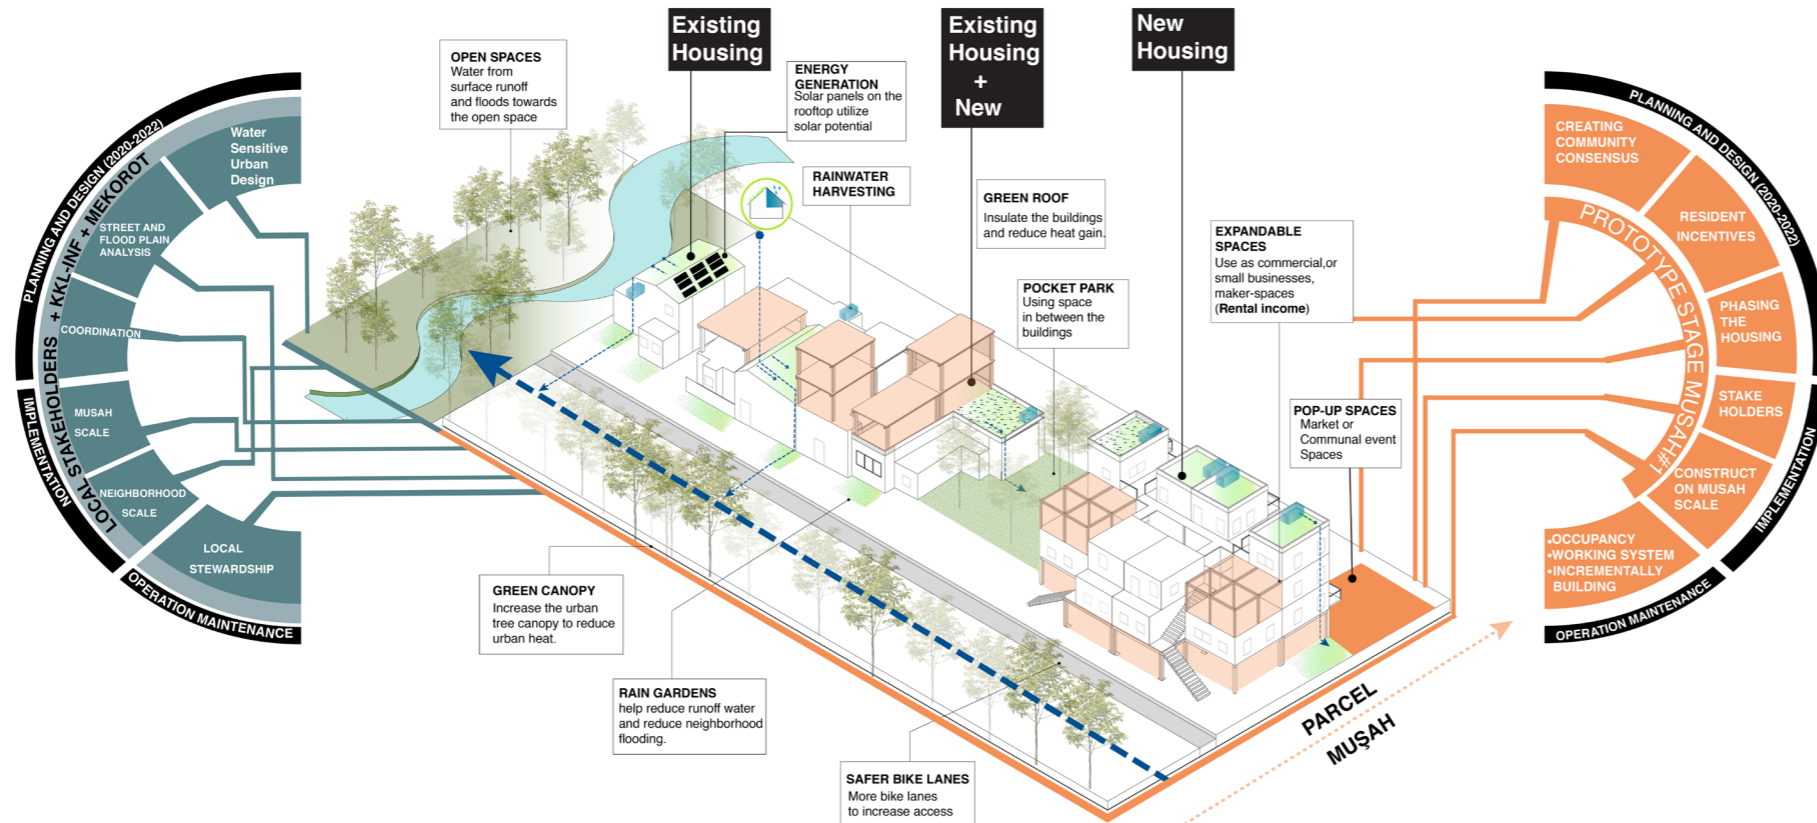 PLANNING AND DESIGN (2020-2022)
IMPLEMENTATION
OPERATION MAINTENANCE
LOCAL STAKEHOLDERS + KKL-INF + MEKOROT
Water
Sensitive
Urban
Design
STREET AND
FLOOD PLAIN
ANALYSIS
COORDINATION
MUSAH
SCALE
NEIGHBORHOOD
SCALE
LOCAL
STEWARDSHIP
OPEN SPACES
Water from
surface runoff
and floods towards
the open space
Existing
Housing
ENERGY
GENERATION
Solar panels on the
rooftop utilize
solar potential
RAINWATER
HARVESTING
Existing
Housing
+
New
GREEN ROOF
Insulate the buildings
and reduce heat gain.
POCKET PARK
Using space
in between the
buildings
New
Housing
EXPANDABLE
SPACES
Use as commercial,or
small businesses,
maker-spaces
(Rental income)
POP-UP SPACES
Market or
Communal event
Spaces
GREEN CANOPY
Increase the urban
tree canopy to reduce
urban heat.
RAIN GARDENS
help reduce runoff water
and reduce neighborhood
flooding.
SAFER BIKE LANES
More bike lanes
to increase access
PARCEL
MUŞAH
PLANNING AND DESIGN (2020-2022)
IMPLEMENTATION
OPERATION MAINTENANCE
CREATING
COMMUNITY
CONSENSUS
RESIDENT
INCENTIVES
PHASING
THE
HOUSING
STAKE
HOLDERS
CONSTRUCT
ON MUSAH
SCALE
•OCCUPANCY
•WORKING SYSTEM
•INCREMENTALLY
BUILDING
PROTOTYPE STAGE MUSAH#1